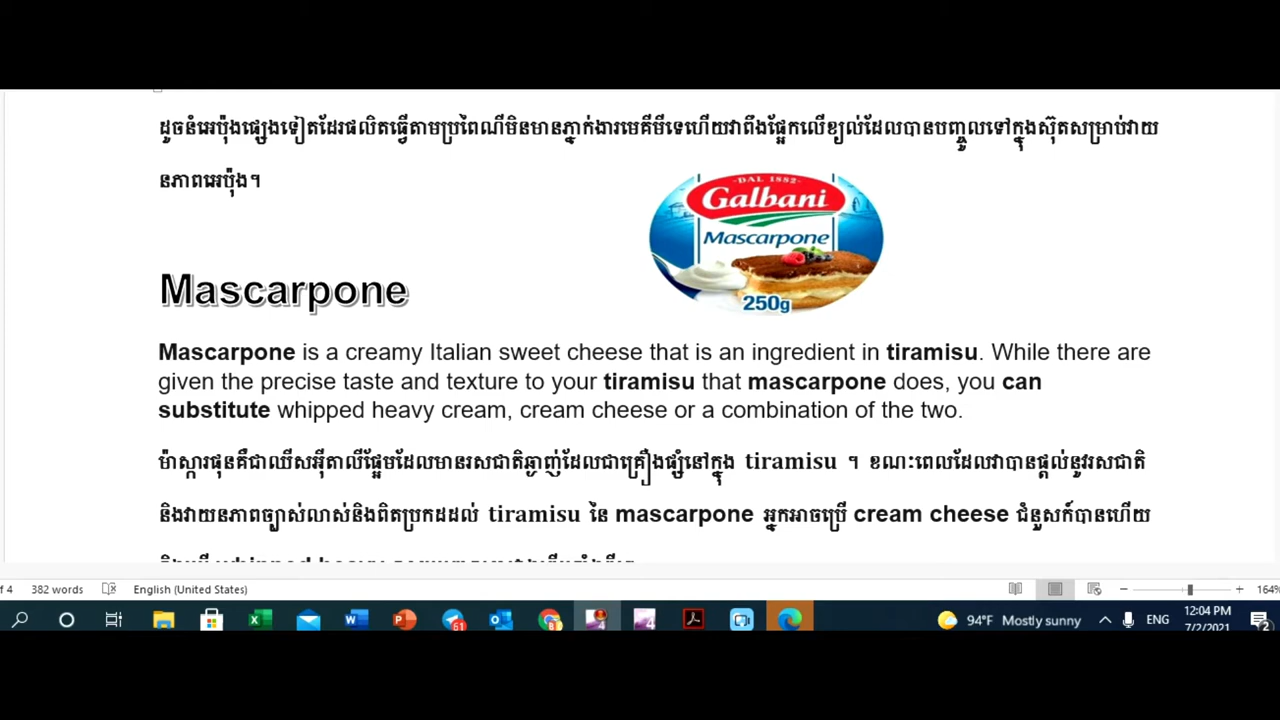 ដូចនំអេប៉ុងផ្សេងទៀតដែរផលិតធ្វើតាមប្រពៃណីមិនមានភ្នាក់ងារមេគីមីទេហើយវាពឹងផ្អែកលើខ្យល់ដែលបានបញ្ចូលទៅក្នុងស៊ុតសម្រាប់វាយ
នភាពអេប៉ុង។
DAL 1882
Galbani
Mascarpone
250g
Mascarpone
Mascarpone is a creamy Italian sweet cheese that is an ingredient in tiramisu. While there are
given the precise taste and texture to your tiramisu that mascarpone does, you can
substitute whipped heavy cream, cream cheese or a combination of the two.
ម៉ាស្ការផុនគឺជាឈីសអ៊ីតាលីផ្អែមដែលមានរសជាតិឆ្ងាញ់ដែលជាគ្រឿងផ្សំនៅក្នុង tiramisu ។ ខណៈពេលដែលវាបានផ្តល់នូវរសជាតិ
និងវាយនភាពច្បាស់លាស់និងពិតប្រកដដល់ tiramisu នៃ mascarpone អ្នកអាចប្រើ cream cheese ជំនួសក៍បានហើយ
f 4 382 words English (United States) 164%
61 4 94°F Mostly sunny ENG 12:04 PM
7/2/2021 2